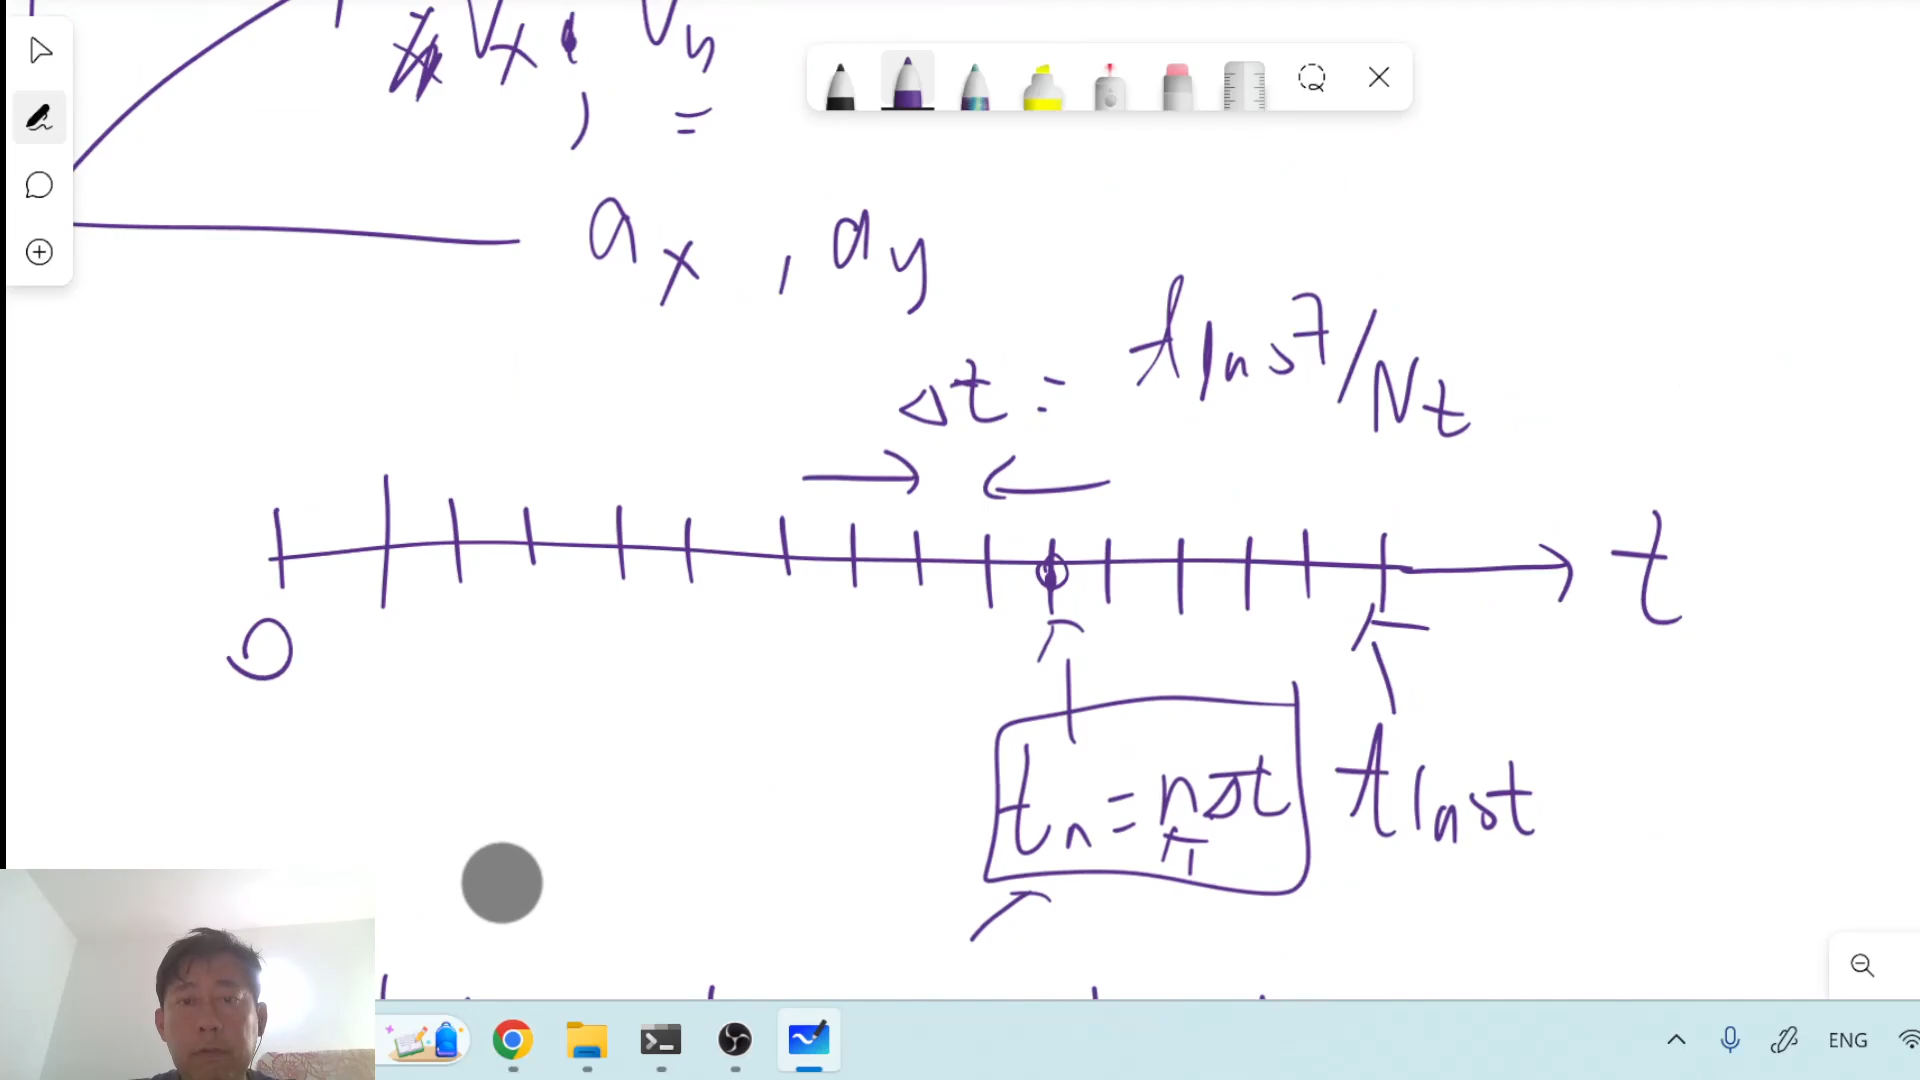 Vx, Vy
, =
ax , ay
Δt = tlast/Nt
t
0
tn = nΔt
tlast
ENG